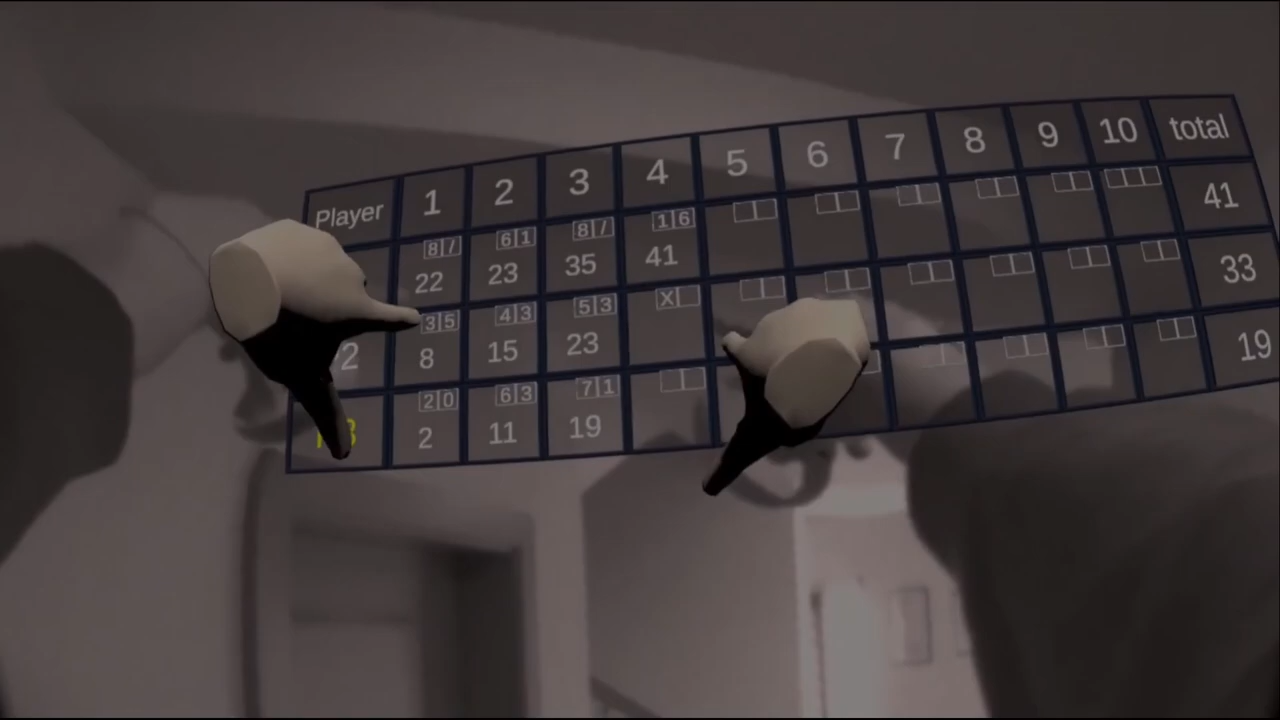 Player 1 2 3 4 5 6 7 8 9 10 total
8 / 6 1 8 / 1 6
22 23 35 41 41
3 5 4 3 5 3 X
2 8 15 23 33
2 0 6 3 7 1
3 2 11 19 19